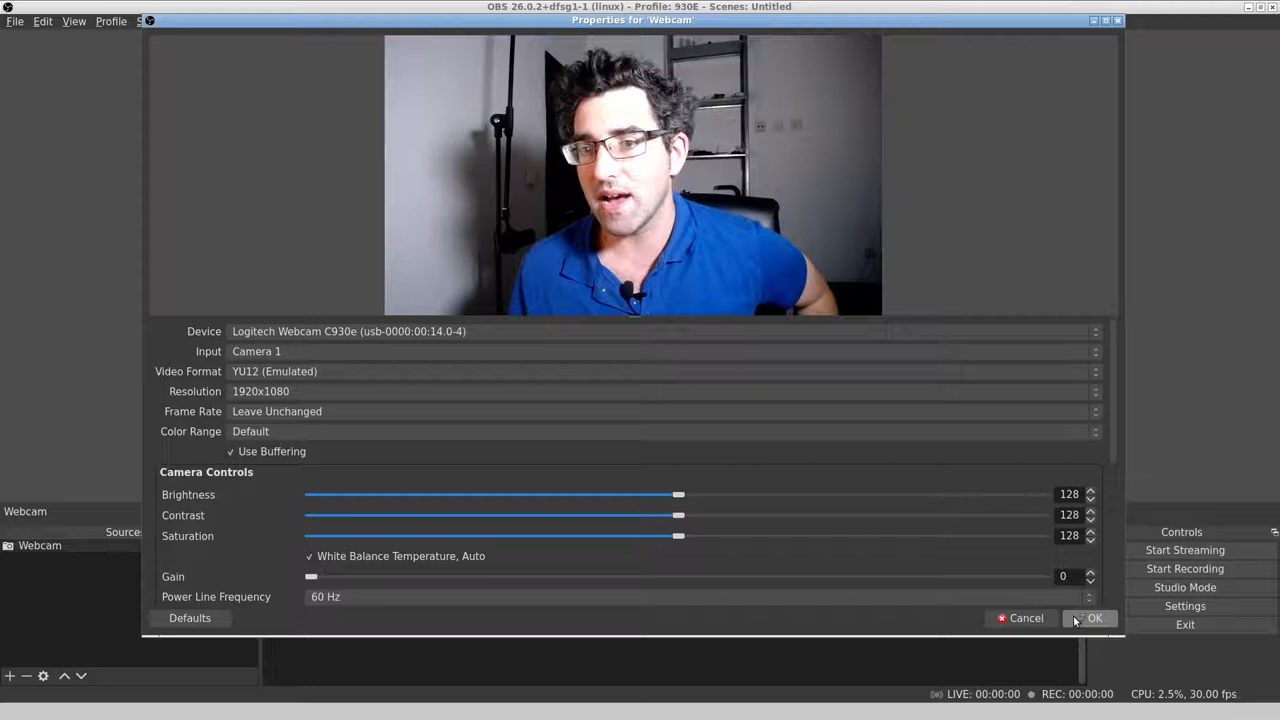 OBS 26.0.2+dfsg1-1 (linux) - Profile: 930E - Scenes: Untitled
File Edit View Profile
Properties for 'Webcam'
Device Logitech Webcam C930e (usb-0000:00:14.0-4)
Input Camera 1
Video Format YU12 (Emulated)
Resolution 1920x1080
Frame Rate Leave Unchanged
Color Range Default
Use Buffering
Camera Controls
Brightness 128
Contrast 128
Saturation 128
White Balance Temperature, Auto
Gain 0
Power Line Frequency 60 Hz
Defaults Cancel OK
Webcam
Sources
Webcam
Controls
Start Streaming
Start Recording
Studio Mode
Settings
Exit
LIVE: 00:00:00 REC: 00:00:00 CPU: 2.5%, 30.00 fps